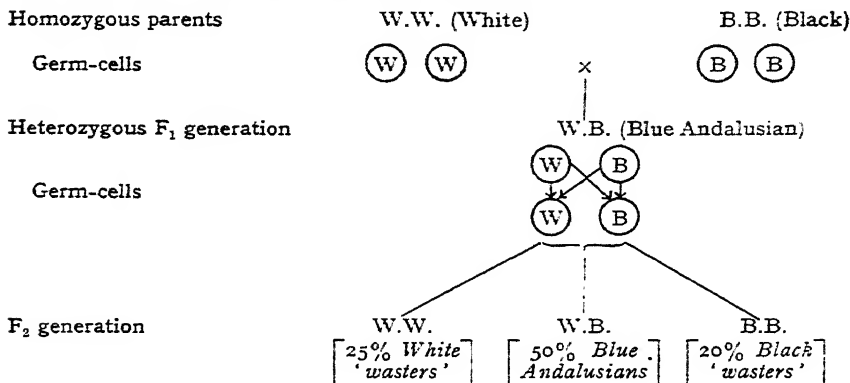 Homozygous parents W.W. (White) B.B. (Black)
Germ-cells W W × B B
Heterozygous F₁ generation W.B. (Blue Andalusian)
W B
Germ-cells
W B
F₂ generation W.W. W.B. B.B.
[25% White [50% Blue [20% Black
'wasters'] Andalusians] 'wasters']